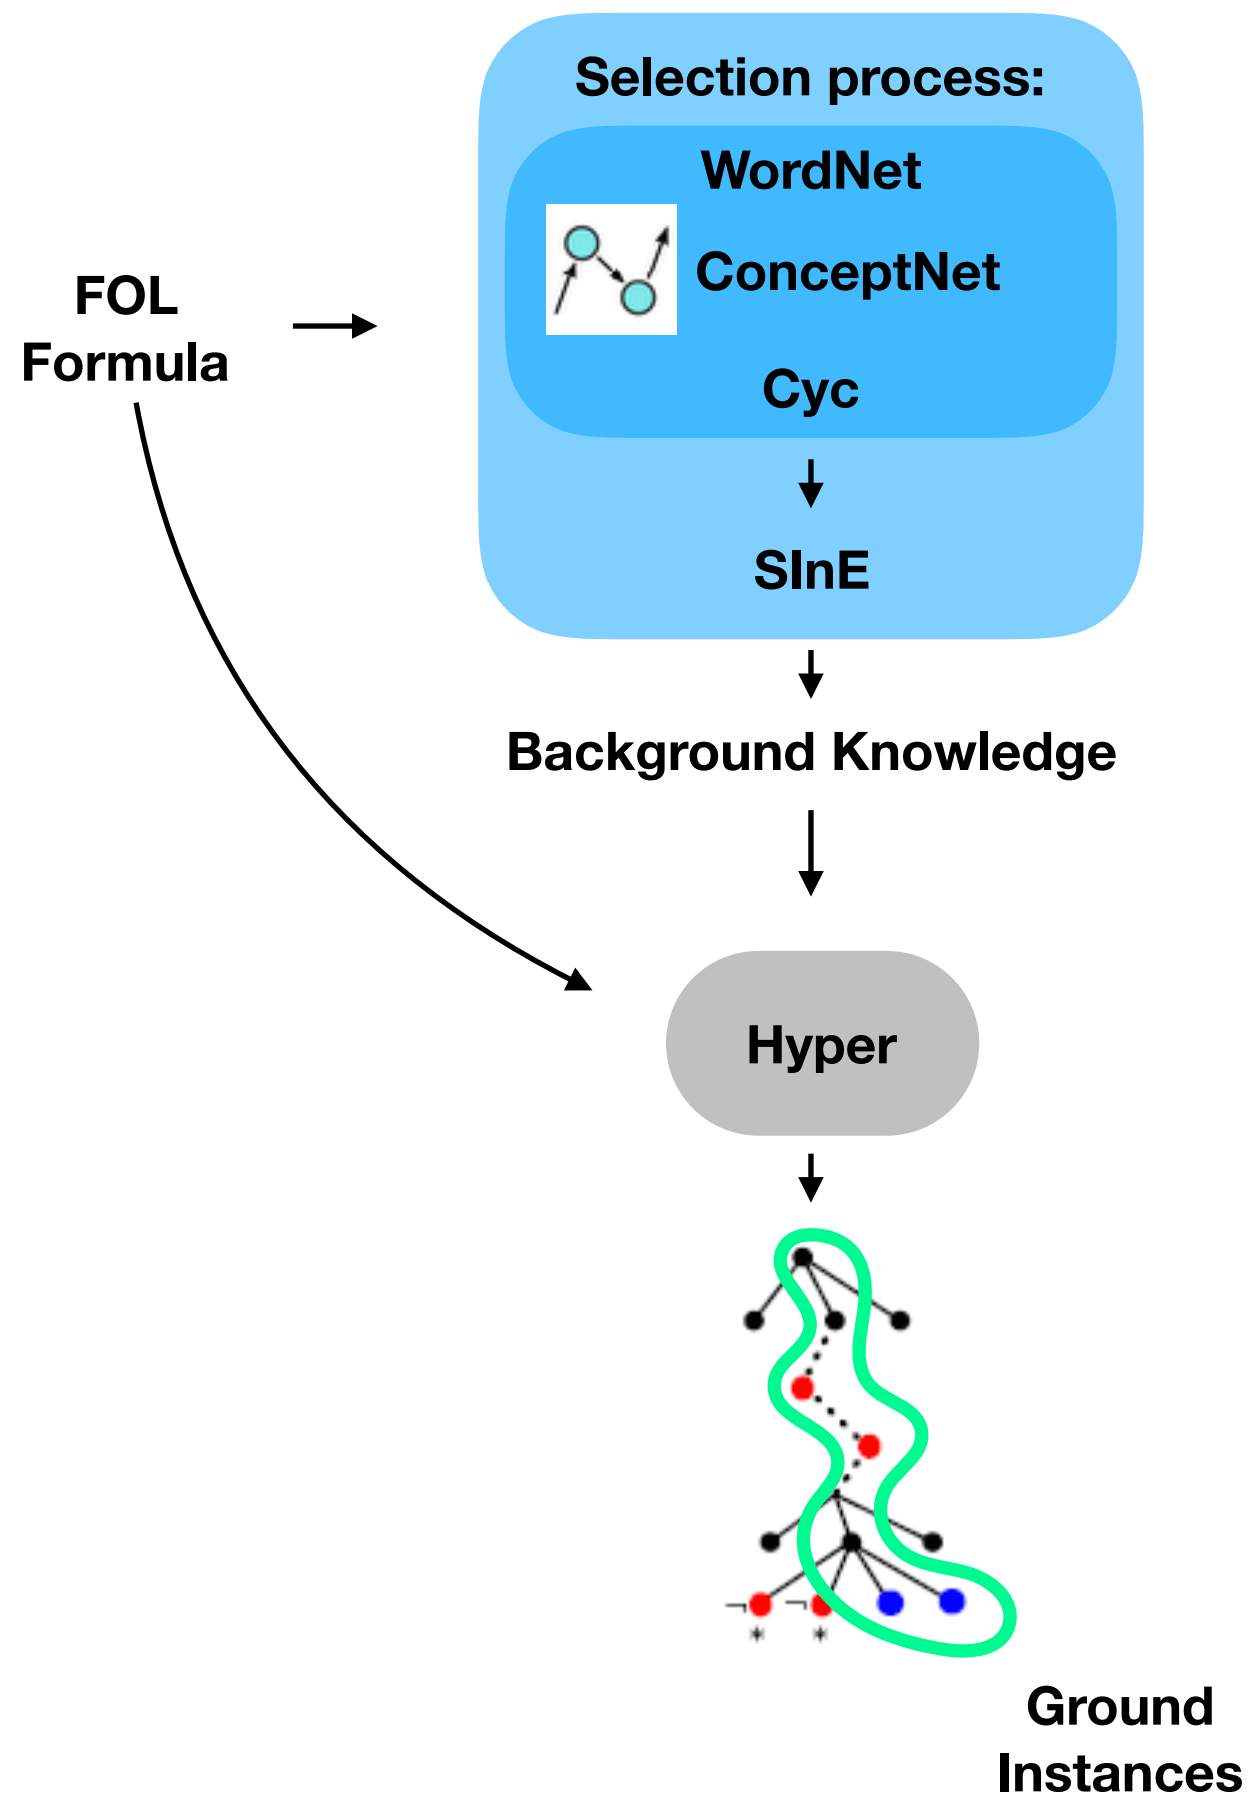 Selection process:
WordNet
ConceptNet
Cyc
SInE
FOL
Formula
Background Knowledge
Hyper
¬ ¬
* *
Ground
Instances